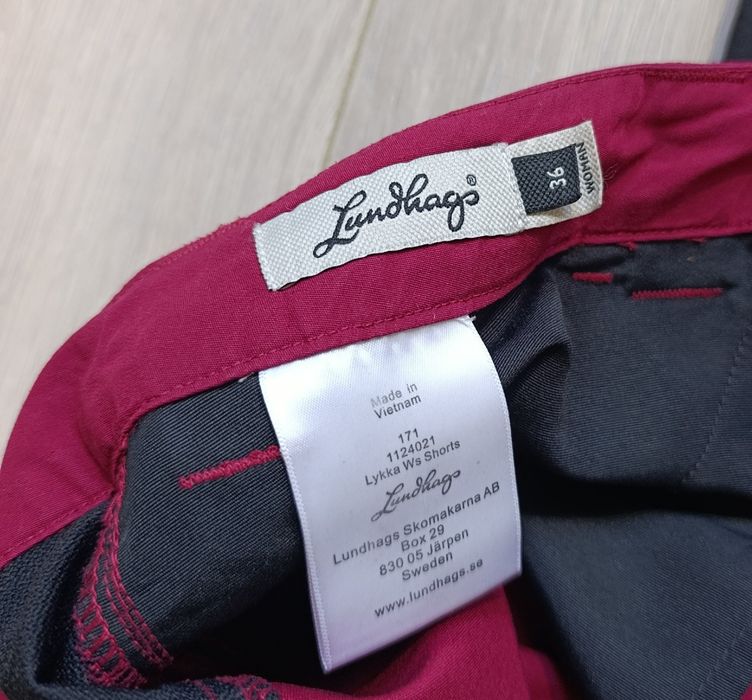 Lundhags®
36
WOMAN
Made in
Vietnam
171
1124021
Lykka Ws Shorts
Lundhags
Lundhags Skomakarna AB
Box 29
830 05 Järpen
Sweden
www.lundhags.se